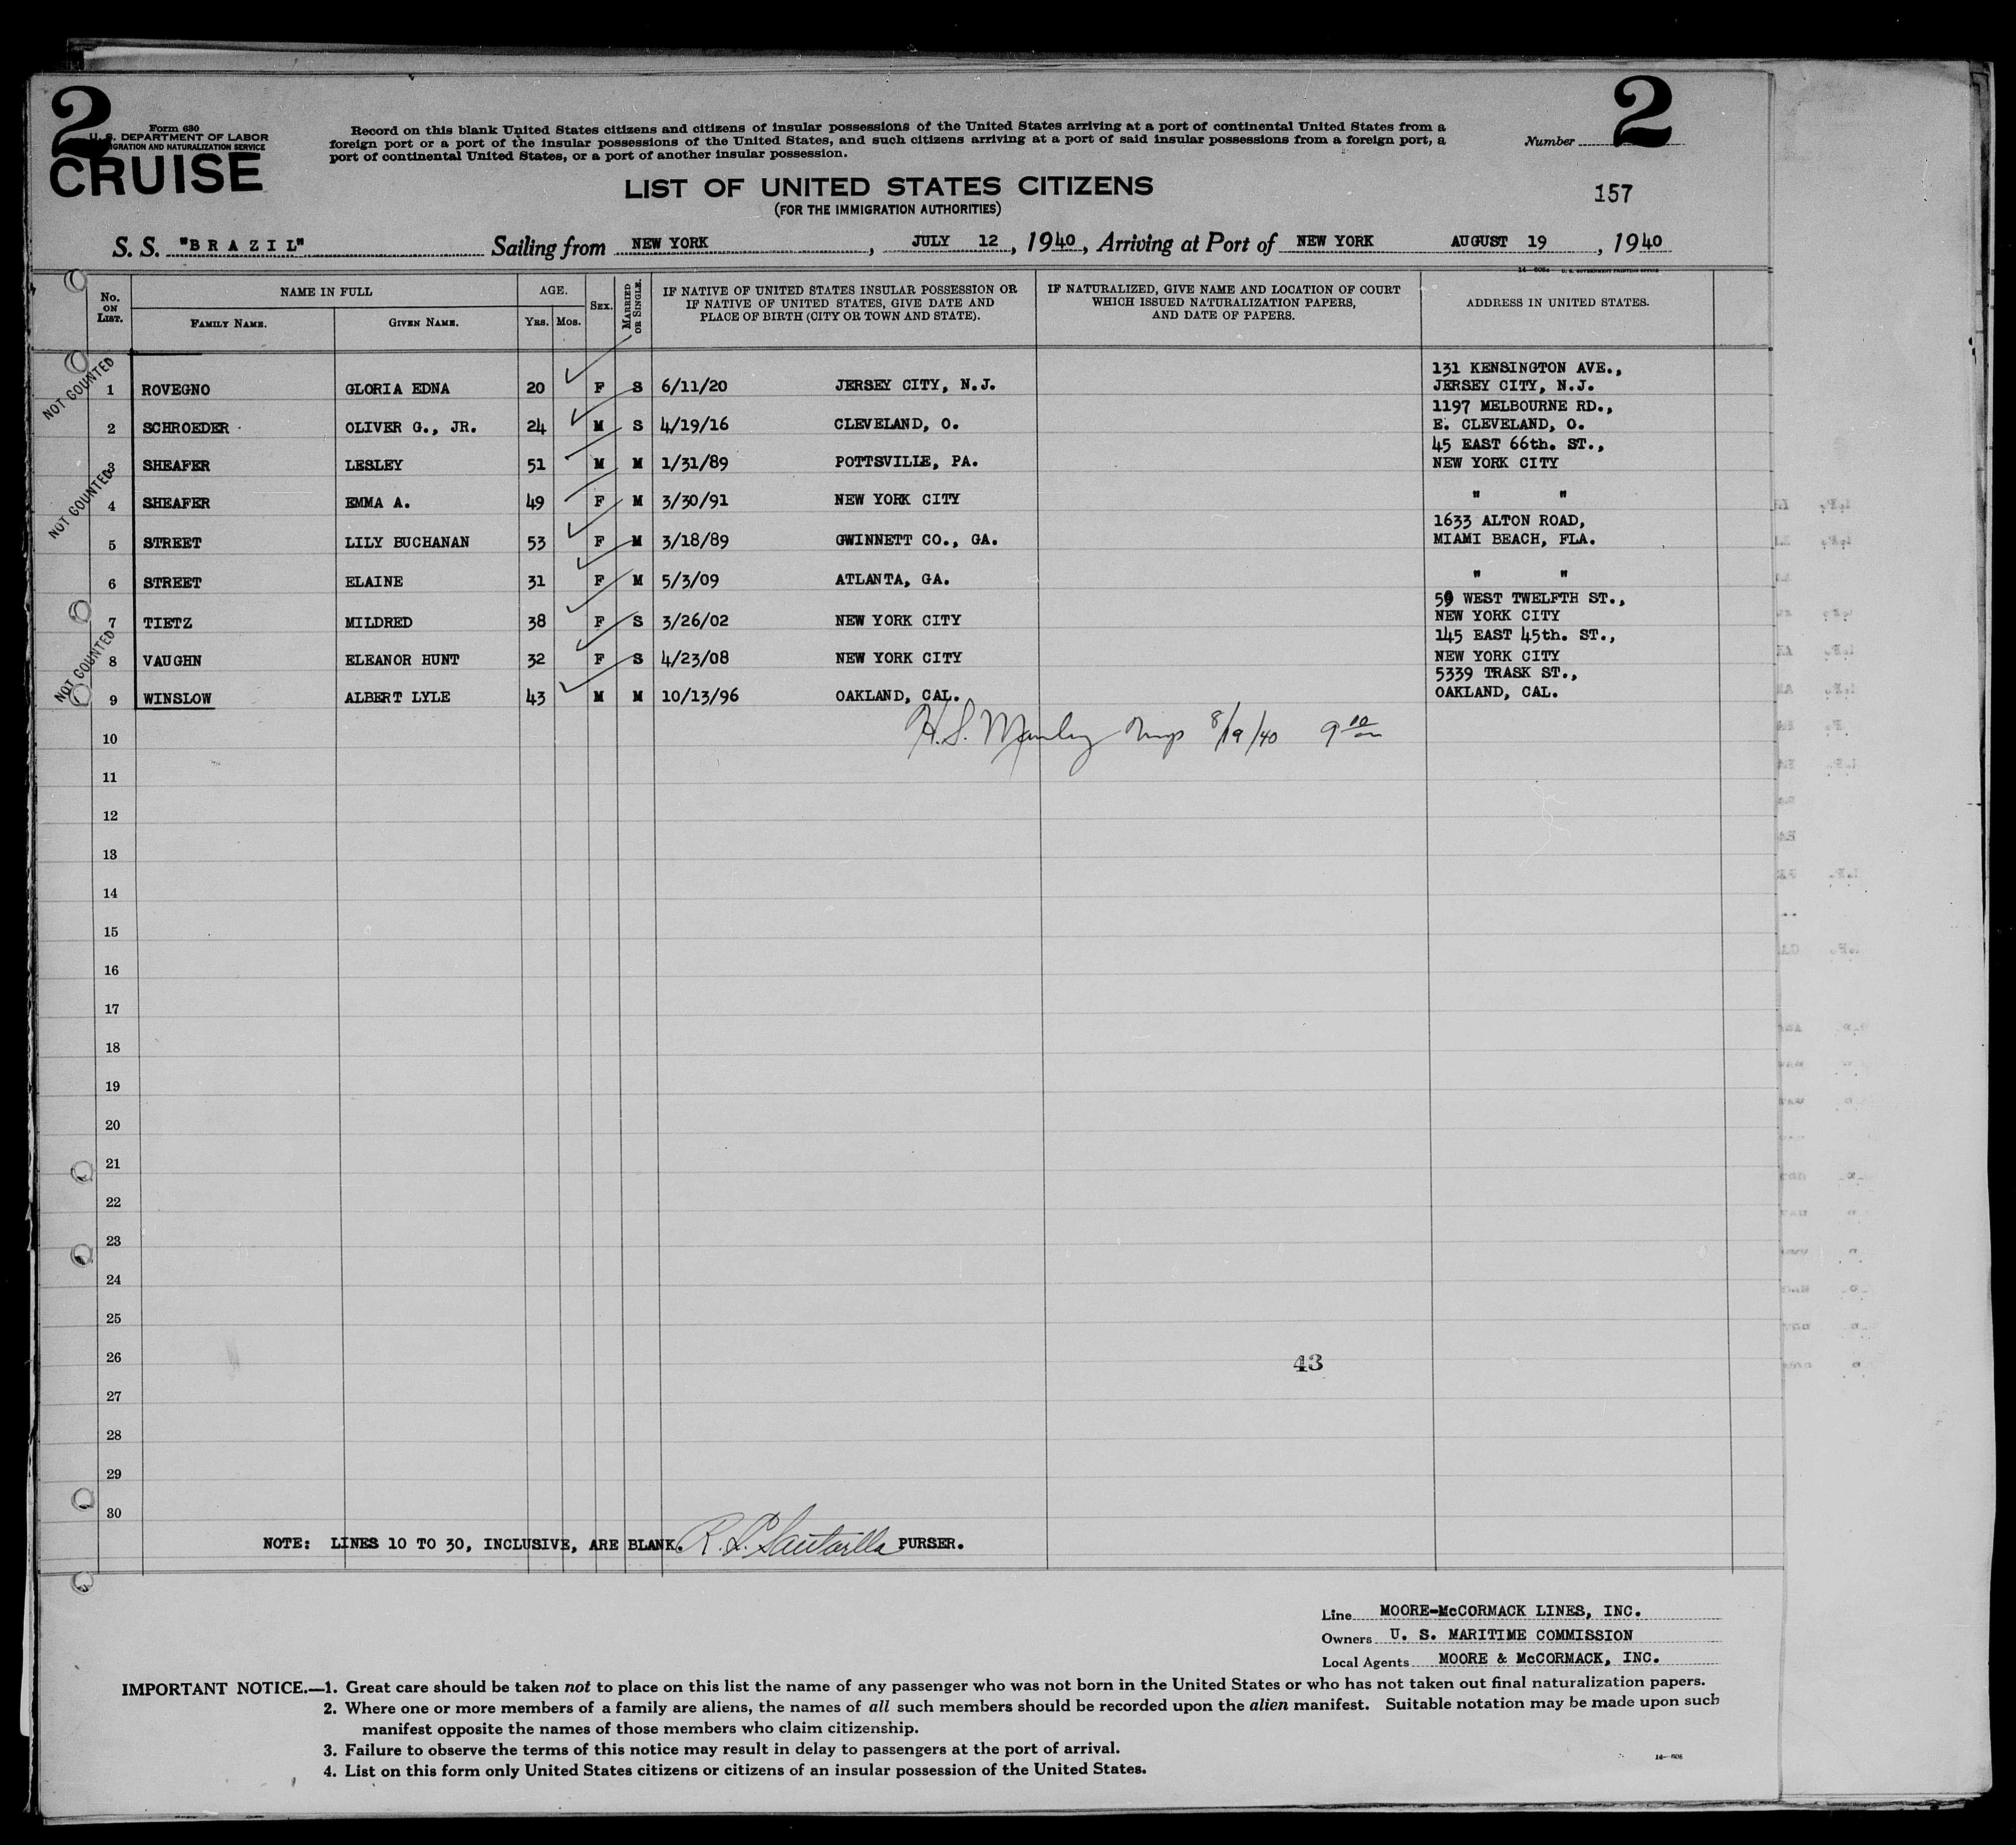 2
Form 630
U. S. DEPARTMENT OF LABOR
IGRATION AND NATURALIZATION SERVICE
CRUISE
Record on this blank United States citizens and citizens of insular possessions of the United States arriving at a port of continental United States from a
foreign port or a port of the insular possessions of the United States, and such citizens arriving at a port of said insular possessions from a foreign port, a
port of continental United States, or a port of another insular possession.
Number 2
LIST OF UNITED STATES CITIZENS
(FOR THE IMMIGRATION AUTHORITIES)
157
S. S. "BRAZIL" Sailing from NEW YORK, JULY 12, 1940, Arriving at Port of NEW YORK AUGUST 19, 1940
14—606a U. S. GOVERNMENT PRINTING OFFICE
No. ON LIST. NAME IN FULL FAMILY NAME. GIVEN NAME. AGE. YRS. MOS. SEX. MARRIED OR SINGLE. IF NATIVE OF UNITED STATES INSULAR POSSESSION OR IF NATIVE OF UNITED STATES, GIVE DATE AND PLACE OF BIRTH (CITY OR TOWN AND STATE). IF NATURALIZED, GIVE NAME AND LOCATION OF COURT WHICH ISSUED NATURALIZATION PAPERS, AND DATE OF PAPERS. ADDRESS IN UNITED STATES.
NOT COUNTED
1 ROVEGNO GLORIA EDNA 20 F S 6/11/20 JERSEY CITY, N.J. 131 KENSINGTON AVE., JERSEY CITY, N.J.
2 SCHROEDER OLIVER G., JR. 24 M S 4/19/16 CLEVELAND, O. 1197 MELBOURNE RD., E. CLEVELAND, O.
3 SHEAFER LESLEY 51 M M 1/31/89 POTTSVILLE, PA. 45 EAST 66th. ST., NEW YORK CITY
NOT COUNTED
4 SHEAFER EMMA A. 49 F M 3/30/91 NEW YORK CITY " "
5 STREET LILY BUCHANAN 53 F M 3/18/89 GWINNETT CO., GA. 1633 ALTON ROAD, MIAMI BEACH, FLA.
6 STREET ELAINE 31 F M 5/3/09 ATLANTA, GA. " "
7 TIETZ MILDRED 38 F S 3/26/02 NEW YORK CITY WEST TWELFTH ST., NEW YORK CITY
NOT COUNTED
8 VAUGHN ELEANOR HUNT 32 F S 4/23/08 NEW YORK CITY 145 EAST 45th. ST., NEW YORK CITY
9 WINSLOW ALBERT LYLE 43 M M 10/13/96 OAKLAND, CAL. 5339 TRASK ST., OAKLAND, CAL.
10 H. S. Manley 8/19/40
11
12
13
14
15
16
17
18
19
20
21
22
23
24
25
26 43
27
28
29
30
NOTE: LINES 10 TO 30, INCLUSIVE, ARE BLANK. PURSER.
Line MOORE-McCORMACK LINES, INC.
Owners U. S. MARITIME COMMISSION
Local Agents MOORE & McCORMACK, INC.
IMPORTANT NOTICE.—1. Great care should be taken not to place on this list the name of any passenger who was not born in the United States or who has not taken out final naturalization papers.
2. Where one or more members of a family are aliens, the names of all such members should be recorded upon the alien manifest. Suitable notation may be made upon such
manifest opposite the names of those members who claim citizenship.
3. Failure to observe the terms of this notice may result in delay to passengers at the port of arrival.
4. List on this form only United States citizens or citizens of an insular possession of the United States.